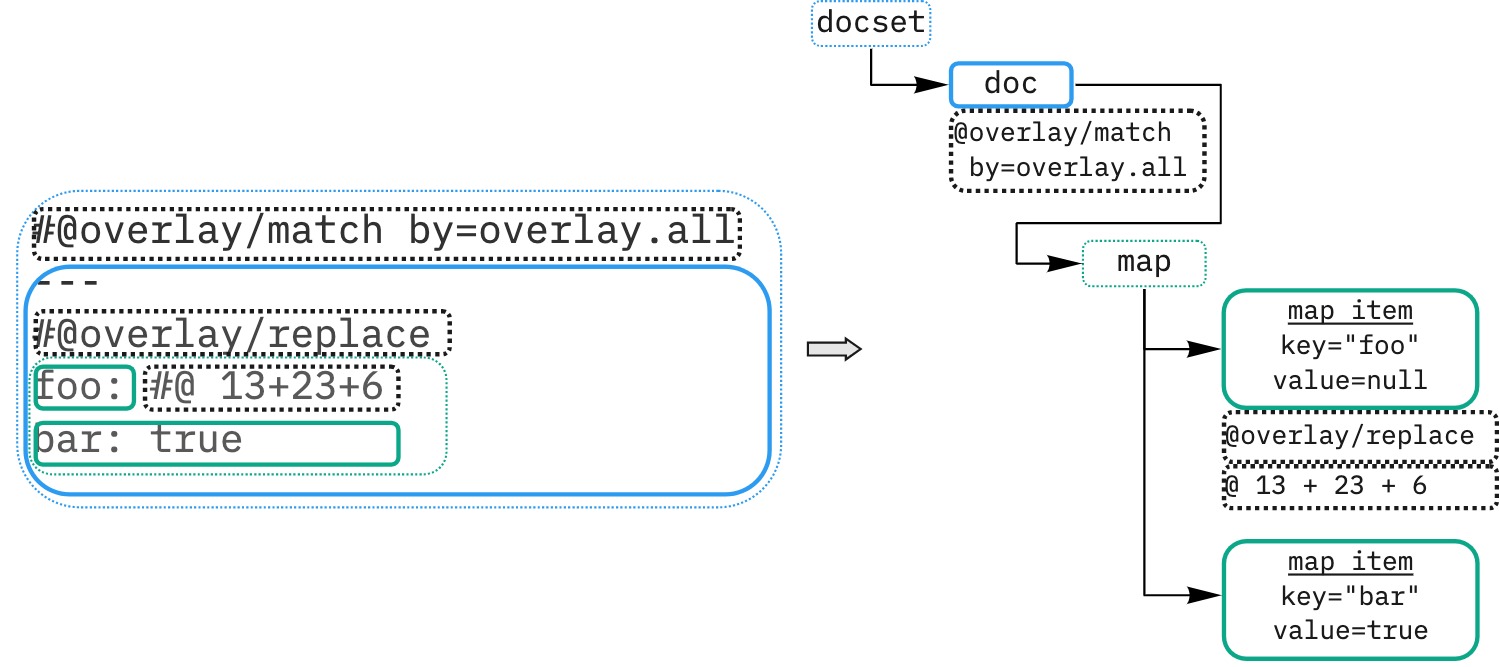 #@overlay/match by=overlay.all
---
#@overlay/replace
foo: #@ 13+23+6
bar: true
docset
doc
@overlay/match
by=overlay.all
map
map item
key="foo"
value=null
@overlay/replace
@ 13 + 23 + 6
map item
key="bar"
value=true